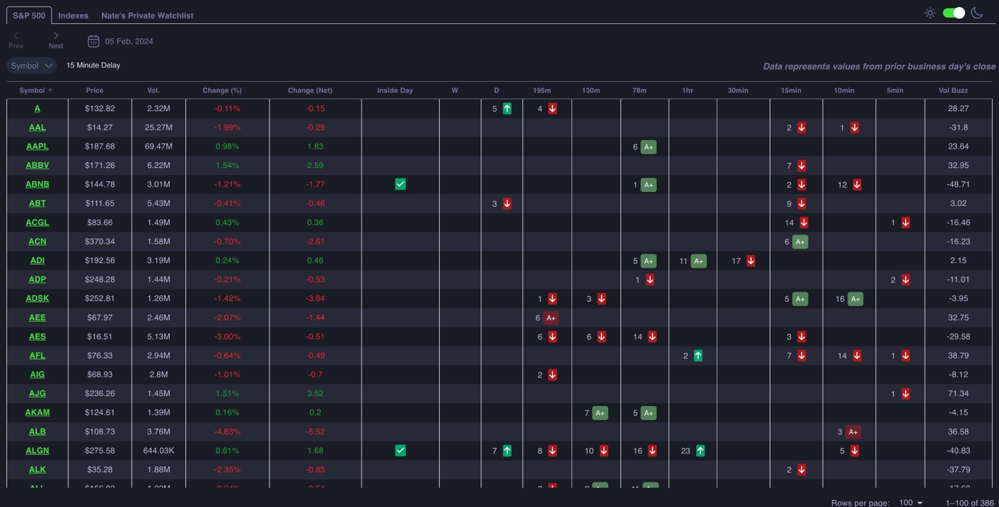 S&P 500 Indexes Nate's Private Watchlist
Prev Next 05 Feb, 2024
Symbol 15 Minute Delay Data represents values from prior business day's close
Symbol Price Vol. Change (%) Change (Net) Inside Day W D 195m 130m 78m 1hr 30min 15min 10min 5min Vol Buzz
A $132.82 2.32M -0.11% -0.15 5 4 28.27
AAL $14.27 25.27M -1.99% -0.29 2 1 -31.8
AAPL $187.68 69.47M 0.98% 1.83 6 A+ 23.64
ABBV $171.26 6.22M 1.54% 2.59 7 32.95
ABNB $144.78 3.01M -1.21% -1.77 1 A+ 2 12 -48.71
ABT $111.65 5.43M -0.41% -0.46 3 9 3.02
ACGL $83.66 1.49M 0.43% 0.36 14 1 -16.46
ACN $370.34 1.58M -0.70% -2.61 6 A+ -16.23
ADI $192.56 3.19M 0.24% 0.46 5 A+ 11 A+ 17 2.15
ADP $248.28 1.44M -0.21% -0.53 1 2 -11.01
ADSK $252.81 1.26M -1.42% -3.64 1 3 5 A+ 16 A+ -3.95
AEE $67.97 2.46M -2.07% -1.44 6 A+ 32.75
AES $16.51 5.13M -3.00% -0.51 6 6 14 3 -29.58
AFL $76.33 2.94M -0.64% -0.49 2 7 14 1 38.79
AIG $68.93 2.8M -1.01% -0.7 2 -8.12
AJG $236.26 1.45M 1.51% 3.52 1 71.34
AKAM $124.61 1.39M 0.16% 0.2 7 A+ 5 A+ -4.15
ALB $108.73 3.76M -4.83% -5.52 3 A+ 36.58
ALGN $275.58 644.03K 0.61% 1.68 7 8 10 16 23 5 -40.83
ALK $35.28 1.88M -2.35% -0.85 2 -37.79
Rows per page: 100 1–100 of 386